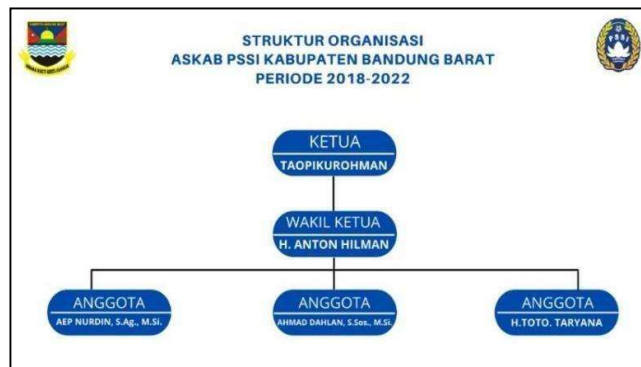 STRUKTUR ORGANISASI
ASKAB PSSI KABUPATEN BANDUNG BARAT
PERIODE 2018-2022
PSSI
KETUA
TAOPIKUROHMAN
WAKIL KETUA
H. ANTON HILMAN
ANGGOTA
AEP NURDIN, S.Ag., M.Si.
ANGGOTA
AHMAD DAHLAN, S.Sos., M.Si.
ANGGOTA
H.TOTO. TARYANA